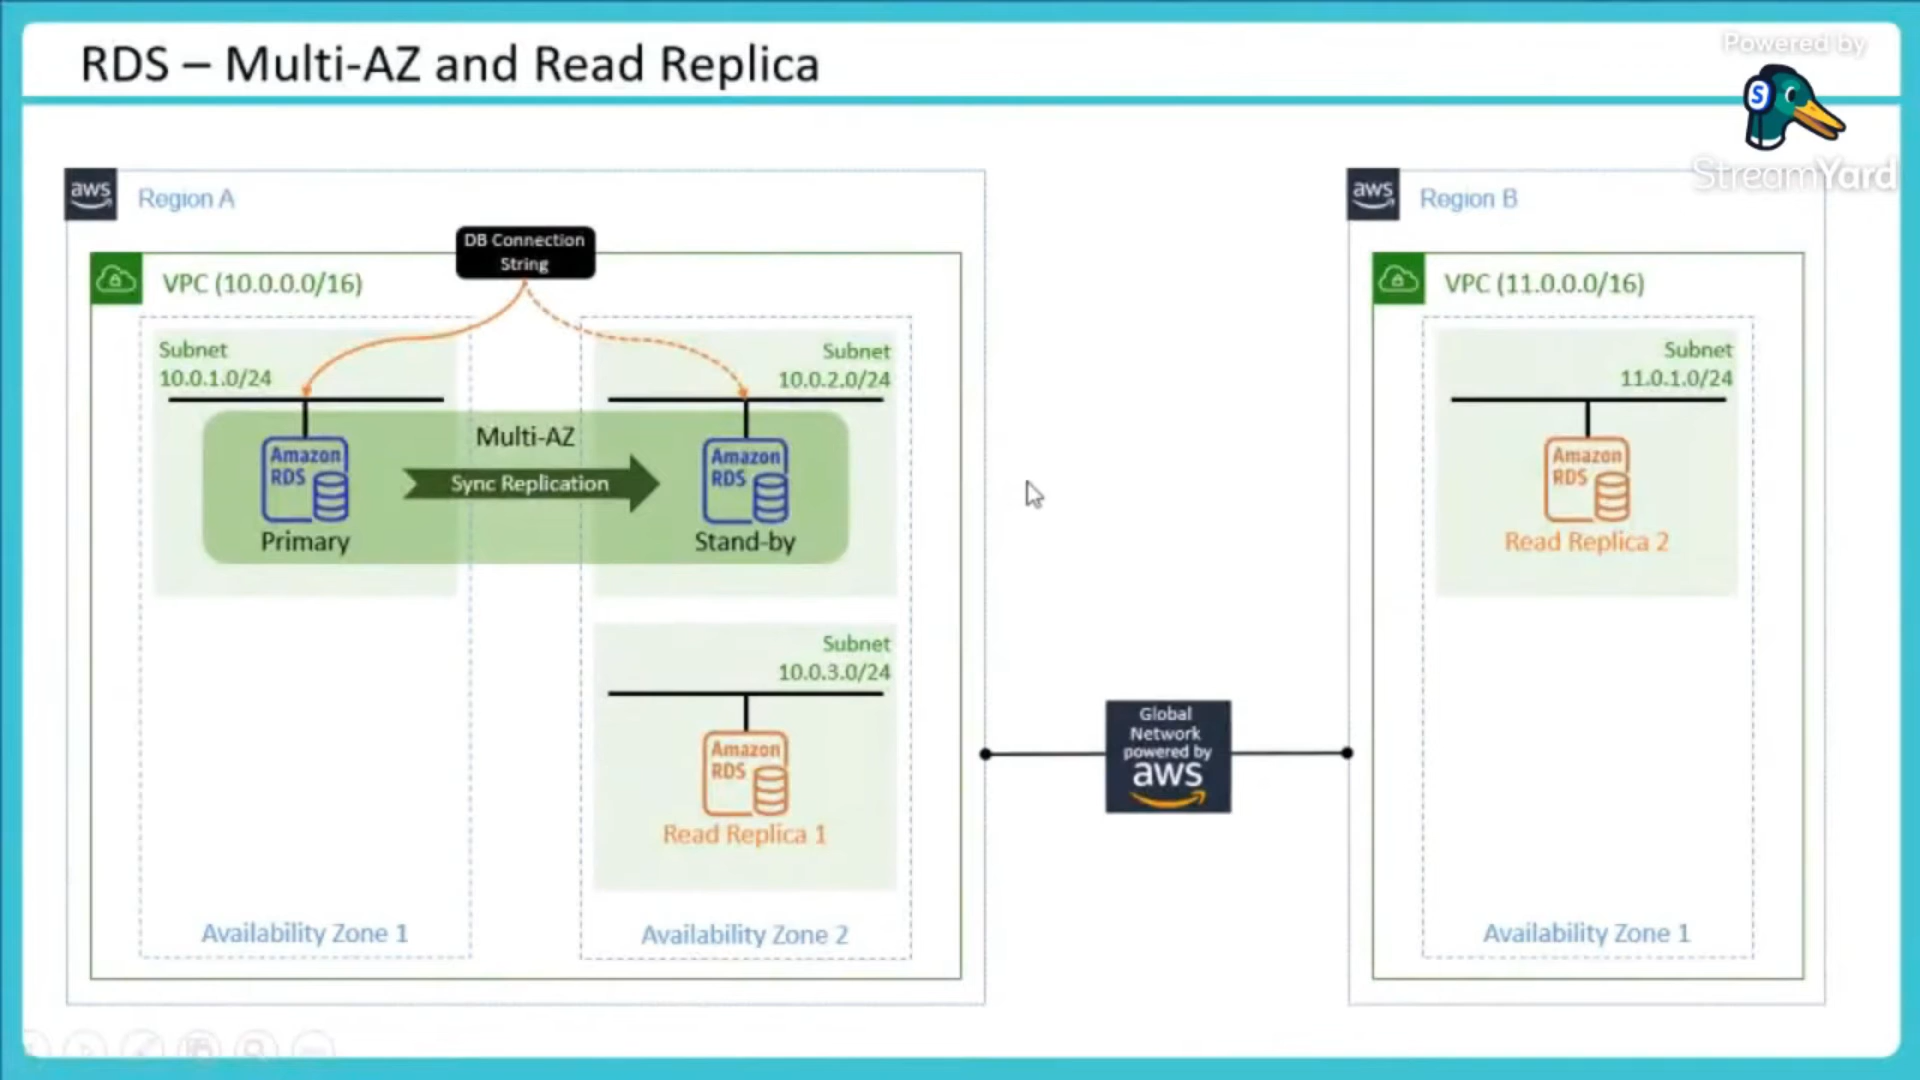 RDS – Multi-AZ and Read Replica
Powered by
S
StreamYard
aws
Region A
DB Connection
String
VPC (10.0.0.0/16)
Subnet
10.0.1.0/24
Subnet
10.0.2.0/24
Multi-AZ
Sync Replication
Amazon
RDS
Primary
Amazon
RDS
Stand-by
Subnet
10.0.3.0/24
Amazon
RDS
Read Replica 1
Availability Zone 1
Availability Zone 2
Global
Network
powered by
aws
aws
Region B
VPC (11.0.0.0/16)
Subnet
11.0.1.0/24
Amazon
RDS
Read Replica 2
Availability Zone 1